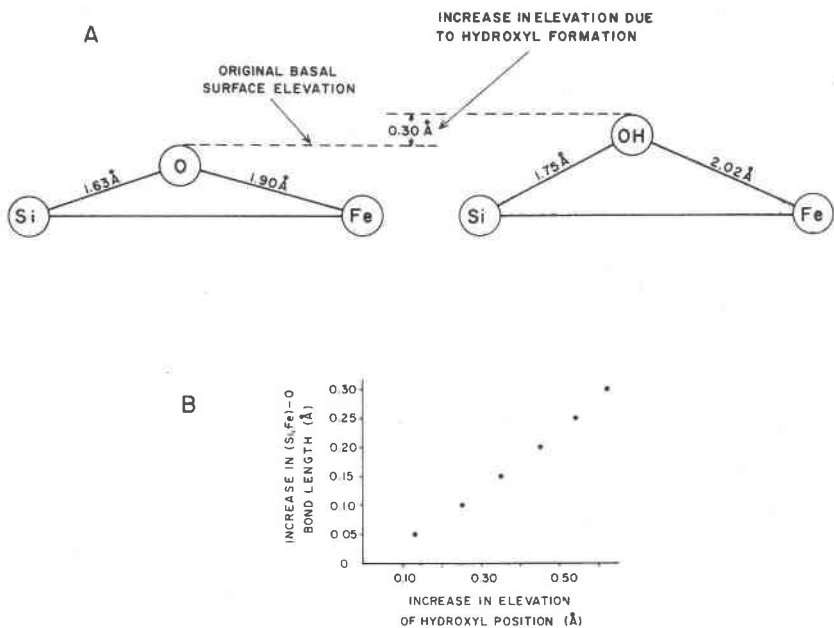 A
INCREASE IN ELEVATION DUE
TO HYDROXYL FORMATION
ORIGINAL BASAL
SURFACE ELEVATION
0.30 Å
O
OH
1.63Å
1.90Å
1.75Å
2.02Å
Si
Fe
Si
Fe
B
INCREASE IN (Si,Fe)-O
BOND LENGTH (Å)
0.30
0.25
0.20
0.15
0.10
0.05
0
0.10
0.30
0.50
INCREASE IN ELEVATION
OF HYDROXYL POSITION (Å)